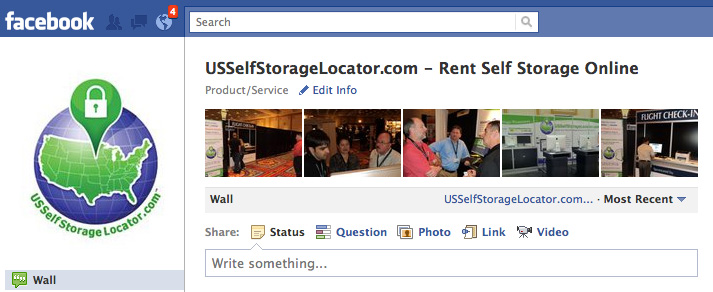 facebook
4
Search
USSelfStorageLocator.com – Rent Self Storage Online
Product/Service Edit Info
USSelfStorageLocator.com
FLIGHT CHECK-IN
Wall USSelfStorageLocator.com... · Most Recent
Share: Status Question Photo Link Video
Write something...
Wall